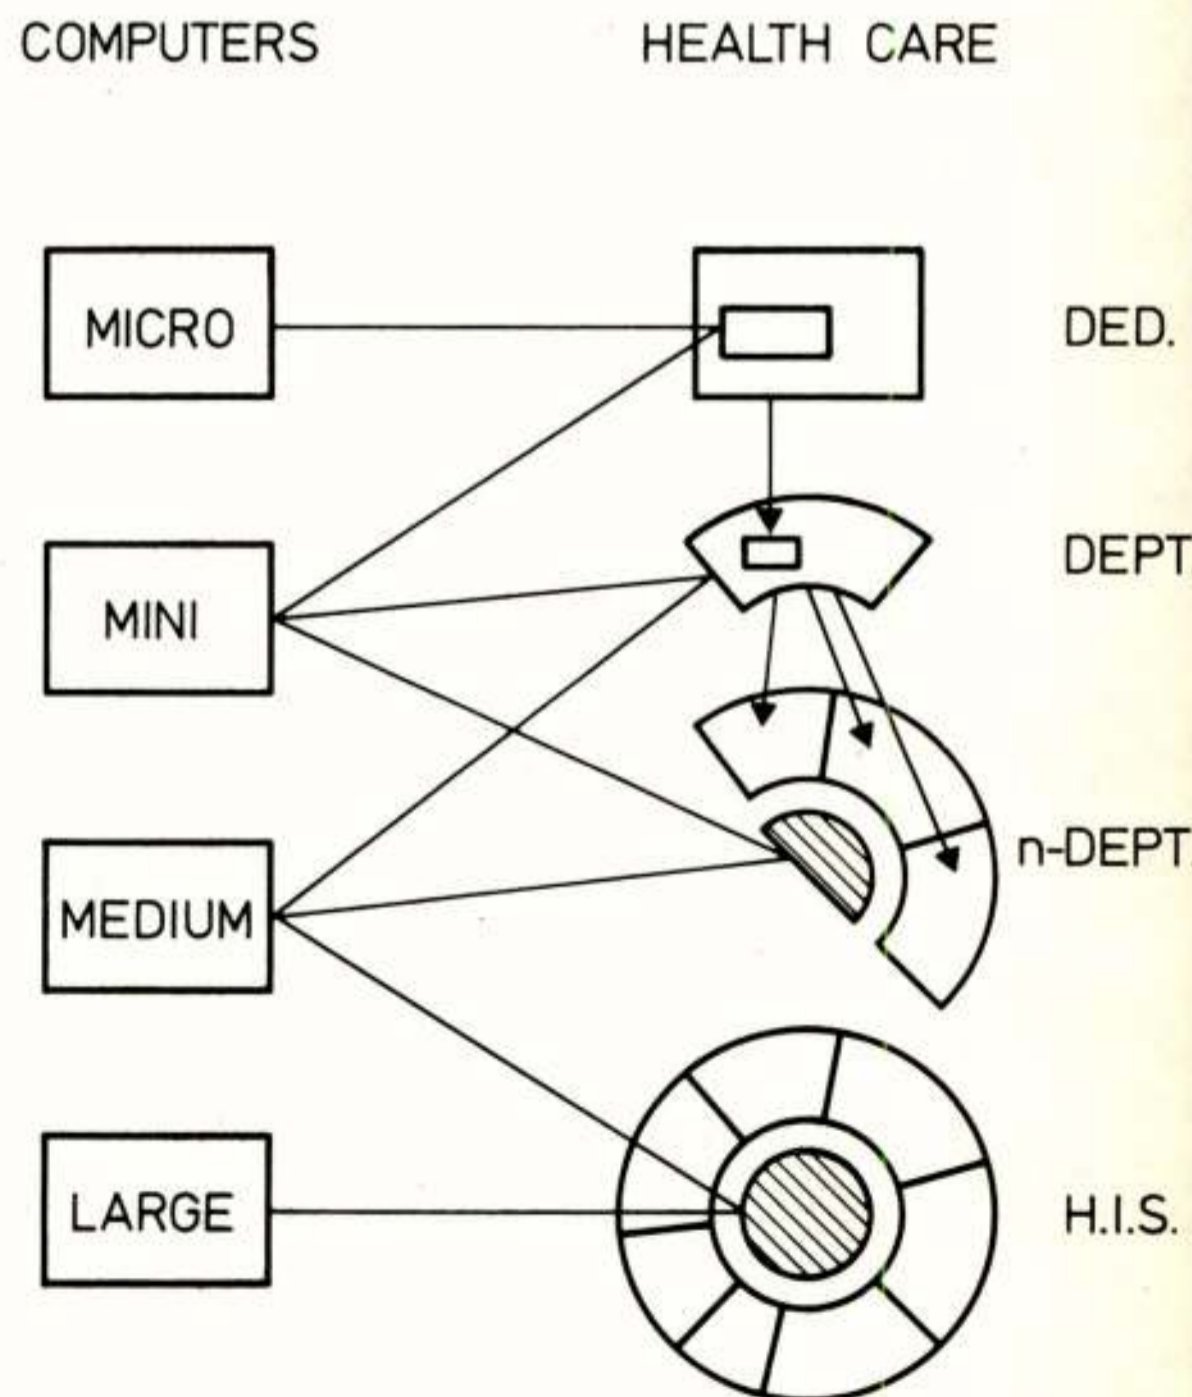 COMPUTERS HEALTH CARE
MICRO DED.
DEPT
MINI
n-DEPT
MEDIUM
LARGE H.I.S.